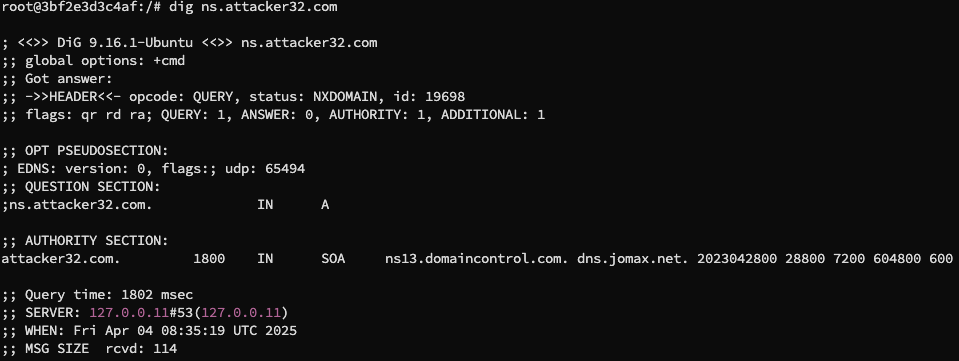 root@3bf2e3d3c4af:/# dig ns.attacker32.com
; <<>> DiG 9.16.1-Ubuntu <<>> ns.attacker32.com
;; global options: +cmd
;; Got answer:
;; ->>HEADER<<- opcode: QUERY, status: NXDOMAIN, id: 19698
;; flags: qr rd ra; QUERY: 1, ANSWER: 0, AUTHORITY: 1, ADDITIONAL: 1
;; OPT PSEUDOSECTION:
; EDNS: version: 0, flags:; udp: 65494
;; QUESTION SECTION:
;ns.attacker32.com. IN A
;; AUTHORITY SECTION:
attacker32.com. 1800 IN SOA ns13.domaincontrol.com. dns.jomax.net. 2023042800 28800 7200 604800 600
;; Query time: 1802 msec
;; SERVER: 127.0.0.11#53(127.0.0.11)
;; WHEN: Fri Apr 04 08:35:19 UTC 2025
;; MSG SIZE rcvd: 114